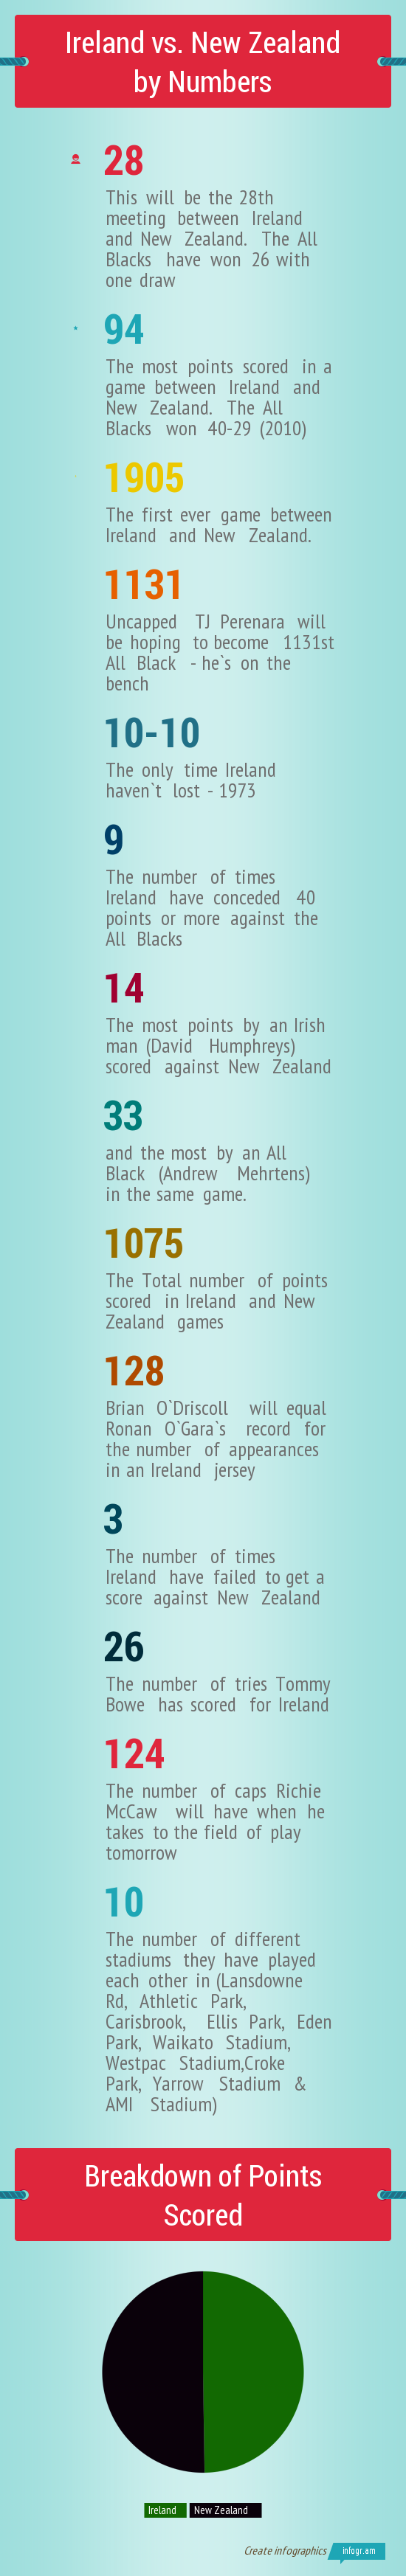 Ireland vs. New Zealand
by Numbers
28
This will be the 28th
meeting between Ireland
and New Zealand. The All
Blacks have won 26 with
one draw
94
The most points scored in a
game between Ireland and
New Zealand. The All
Blacks won 40-29 (2010)
1905
The first ever game between
Ireland and New Zealand.
1131
Uncapped TJ Perenara will
be hoping to become 1131st
All Black - he`s on the
bench
10-10
The only time Ireland
haven`t lost - 1973
9
The number of times
Ireland have conceded 40
points or more against the
All Blacks
14
The most points by an Irish
man (David Humphreys)
scored against New Zealand
33
and the most by an All
Black (Andrew Mehrtens)
in the same game.
1075
The Total number of points
scored in Ireland and New
Zealand games
128
Brian O`Driscoll will equal
Ronan O`Gara`s record for
the number of appearances
in an Ireland jersey
3
The number of times
Ireland have failed to get a
score against New Zealand
26
The number of tries Tommy
Bowe has scored for Ireland
124
The number of caps Richie
McCaw will have when he
takes to the field of play
tomorrow
10
The number of different
stadiums they have played
each other in (Lansdowne
Rd, Athletic Park,
Carisbrook, Ellis Park, Eden
Park, Waikato Stadium,
Westpac Stadium,Croke
Park, Yarrow Stadium &
AMI Stadium)
Breakdown of Points
Scored
Ireland New Zealand
Create infographics infogr.am